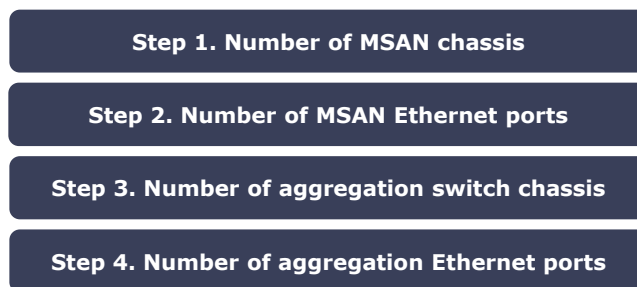 Step 1. Number of MSAN chassis
Step 2. Number of MSAN Ethernet ports
Step 3. Number of aggregation switch chassis
Step 4. Number of aggregation Ethernet ports